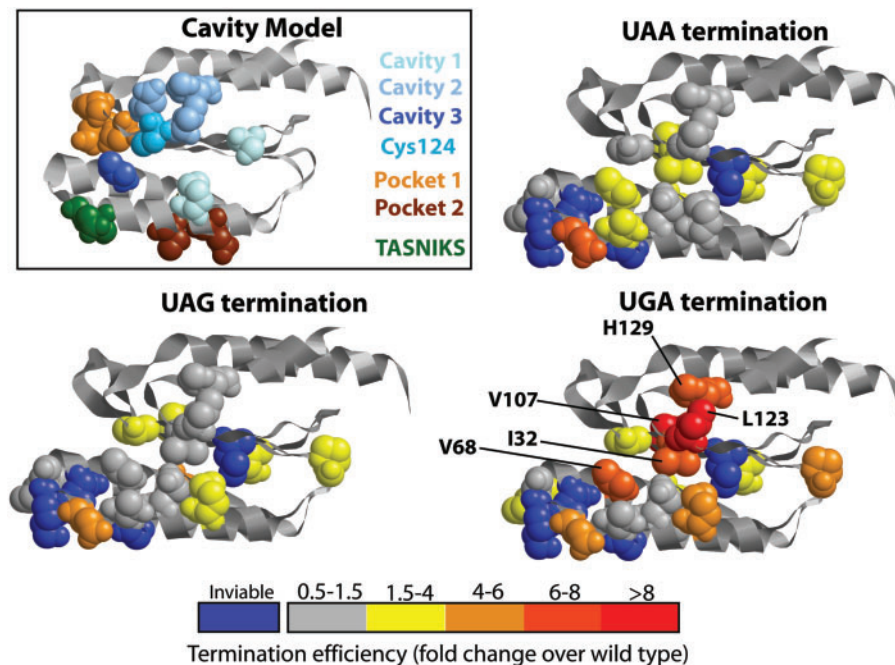 Cavity Model
Cavity 1
Cavity 2
Cavity 3
Cys124
Pocket 1
Pocket 2
TASNIKS
UAA termination
UAG termination
UGA termination
H129
V107
L123
I32
V68
Inviable 0.5-1.5 1.5-4 4-6 6-8 >8
Termination efficiency (fold change over wild type)